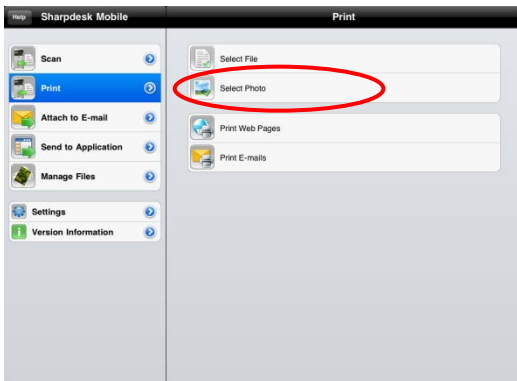 Help Sharpdesk Mobile
Print
Scan
Print
Attach to E-mail
Send to Application
Manage Files
Settings
Version Information
Select File
Select Photo
Print Web Pages
Print E-mails